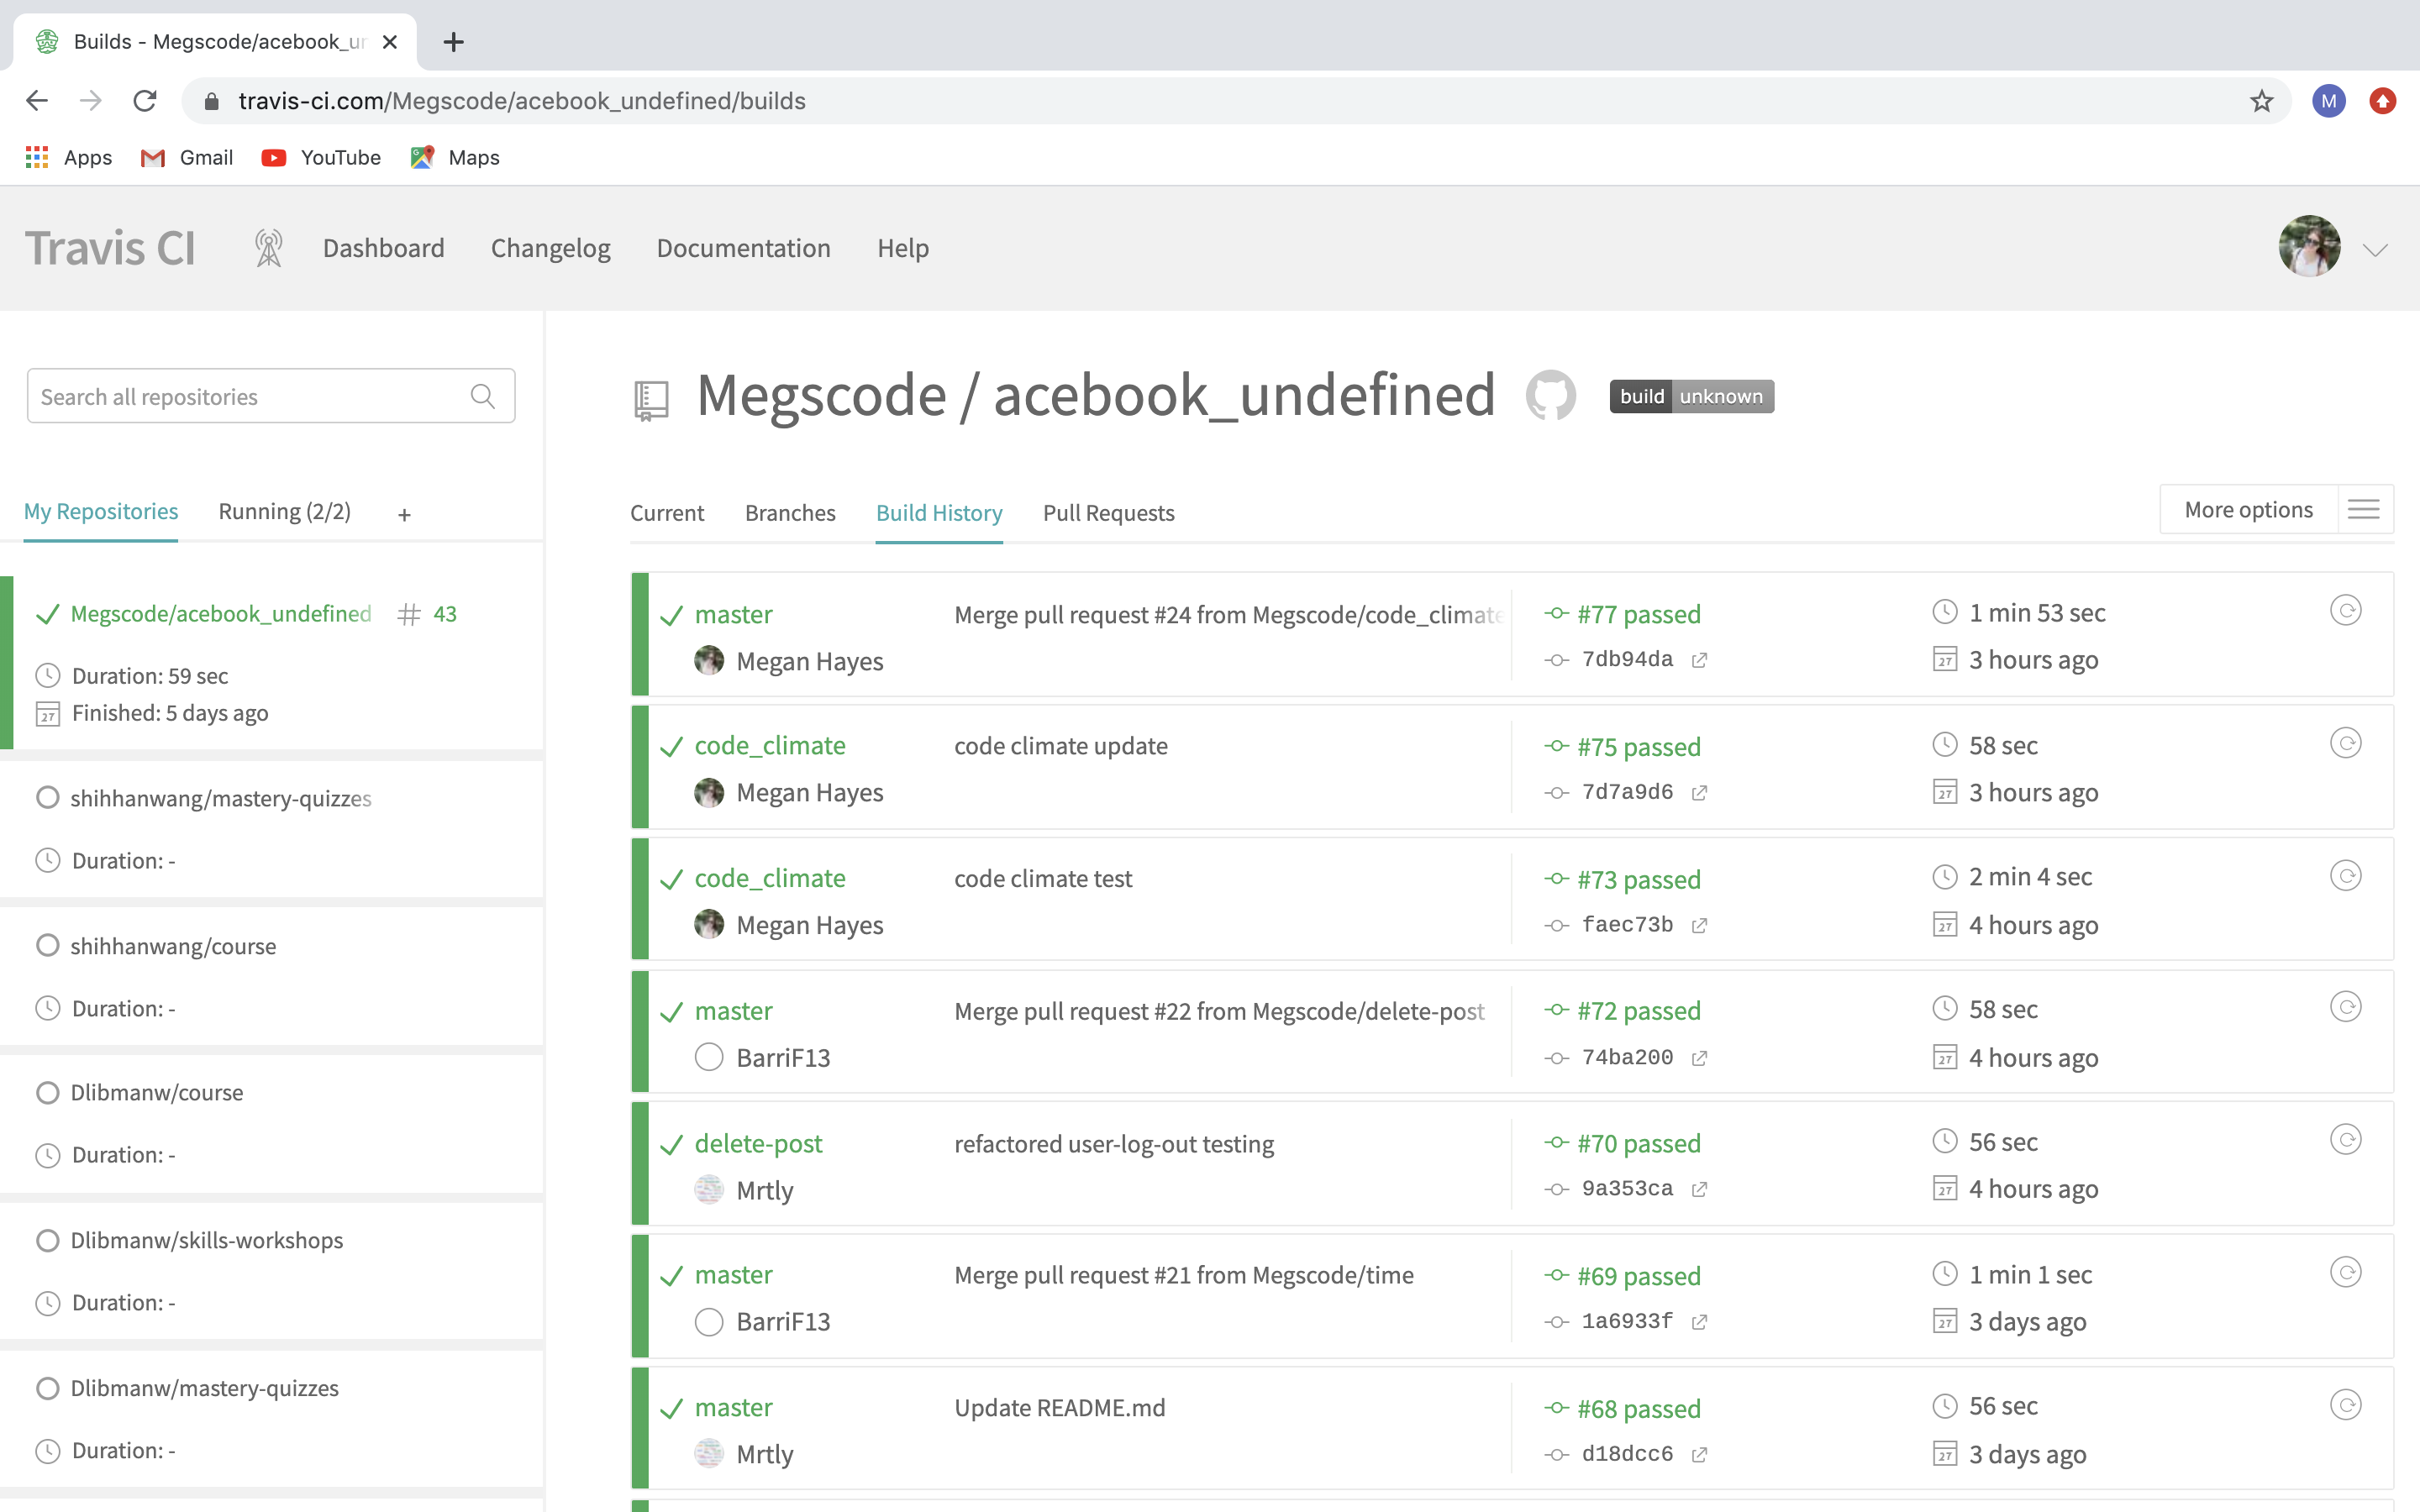 Builds - Megscode/acebook_ur
travis-ci.com/Megscode/acebook_undefined/builds
M
Apps Gmail YouTube Maps
Travis CI Dashboard Changelog Documentation Help
Search all repositories
My Repositories Running (2/2) +
Megscode/acebook_undefined # 43
Duration: 59 sec
27 Finished: 5 days ago
shihhanwang/mastery-quizzes
Duration: -
shihhanwang/course
Duration: -
Dlibmanw/course
Duration: -
Dlibmanw/skills-workshops
Duration: -
Dlibmanw/mastery-quizzes
Duration: -
Megscode / acebook_undefined build unknown
Current Branches Build History Pull Requests More options
master Merge pull request #24 from Megscode/code_climate #77 passed 1 min 53 sec
Megan Hayes 7db94da 27 3 hours ago
code_climate code climate update #75 passed 58 sec
Megan Hayes 7d7a9d6 27 3 hours ago
code_climate code climate test #73 passed 2 min 4 sec
Megan Hayes faec73b 27 4 hours ago
master Merge pull request #22 from Megscode/delete-post #72 passed 58 sec
BarriF13 74ba200 27 4 hours ago
delete-post refactored user-log-out testing #70 passed 56 sec
Mrtly 9a353ca 27 4 hours ago
master Merge pull request #21 from Megscode/time #69 passed 1 min 1 sec
BarriF13 1a6933f 27 3 days ago
master Update README.md #68 passed 56 sec
Mrtly d18dcc6 27 3 days ago